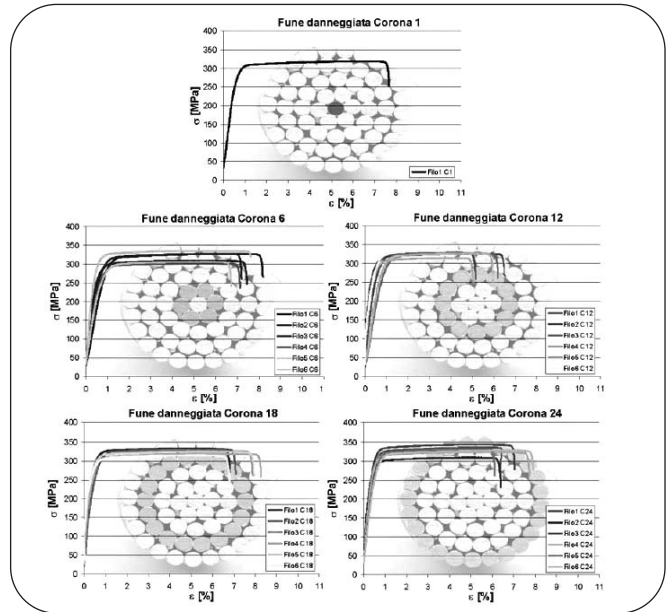 Fune danneggiata Corona 1
σ [MPa]
400
350
300
250
200
150
100
50
0
0 1 2 3 4 5 6 7 8 9 10 11
ε [%]
Filo1 C1
Fune danneggiata Corona 6
σ [MPa]
400
350
300
250
200
150
100
50
0
0 1 2 3 4 5 6 7 8 9 10 11
ε [%]
Filo1 C6
Filo2 C6
Filo3 C6
Filo4 C6
Filo5 C6
Filo6 C6
Fune danneggiata Corona 12
σ [MPa]
400
350
300
250
200
150
100
50
0
0 1 2 3 4 5 6 7 8 9 10 11
ε [%]
Filo1 C12
Filo2 C12
Filo3 C12
Filo4 C12
Filo5 C12
Filo6 C12
Fune danneggiata Corona 18
σ [MPa]
400
350
300
250
200
150
100
50
0
0 1 2 3 4 5 6 7 8 9 10 11
ε [%]
Filo1 C18
Filo2 C18
Filo3 C18
Filo4 C18
Filo5 C18
Filo6 C18
Fune danneggiata Corona 24
σ [MPa]
400
350
300
250
200
150
100
50
0
0 1 2 3 4 5 6 7 8 9 10 11
ε [%]
Filo1 C24
Filo2 C24
Filo3 C24
Filo4 C24
Filo5 C24
Filo6 C24